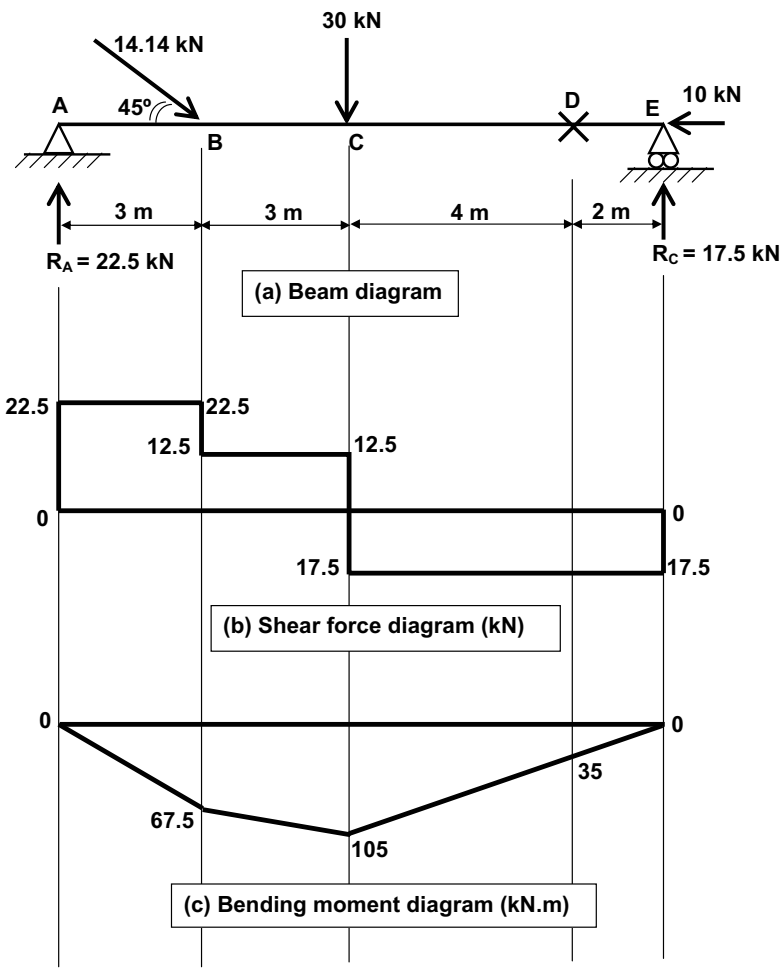 30 kN
14.14 kN
10 kN
A
45º
D
E
B
C
3 m
3 m
4 m
2 m
R_A = 22.5 kN
R_C = 17.5 kN
(a) Beam diagram
22.5
22.5
12.5
12.5
0
0
17.5
17.5
(b) Shear force diagram (kN)
0
0
35
67.5
105
(c) Bending moment diagram (kN.m)